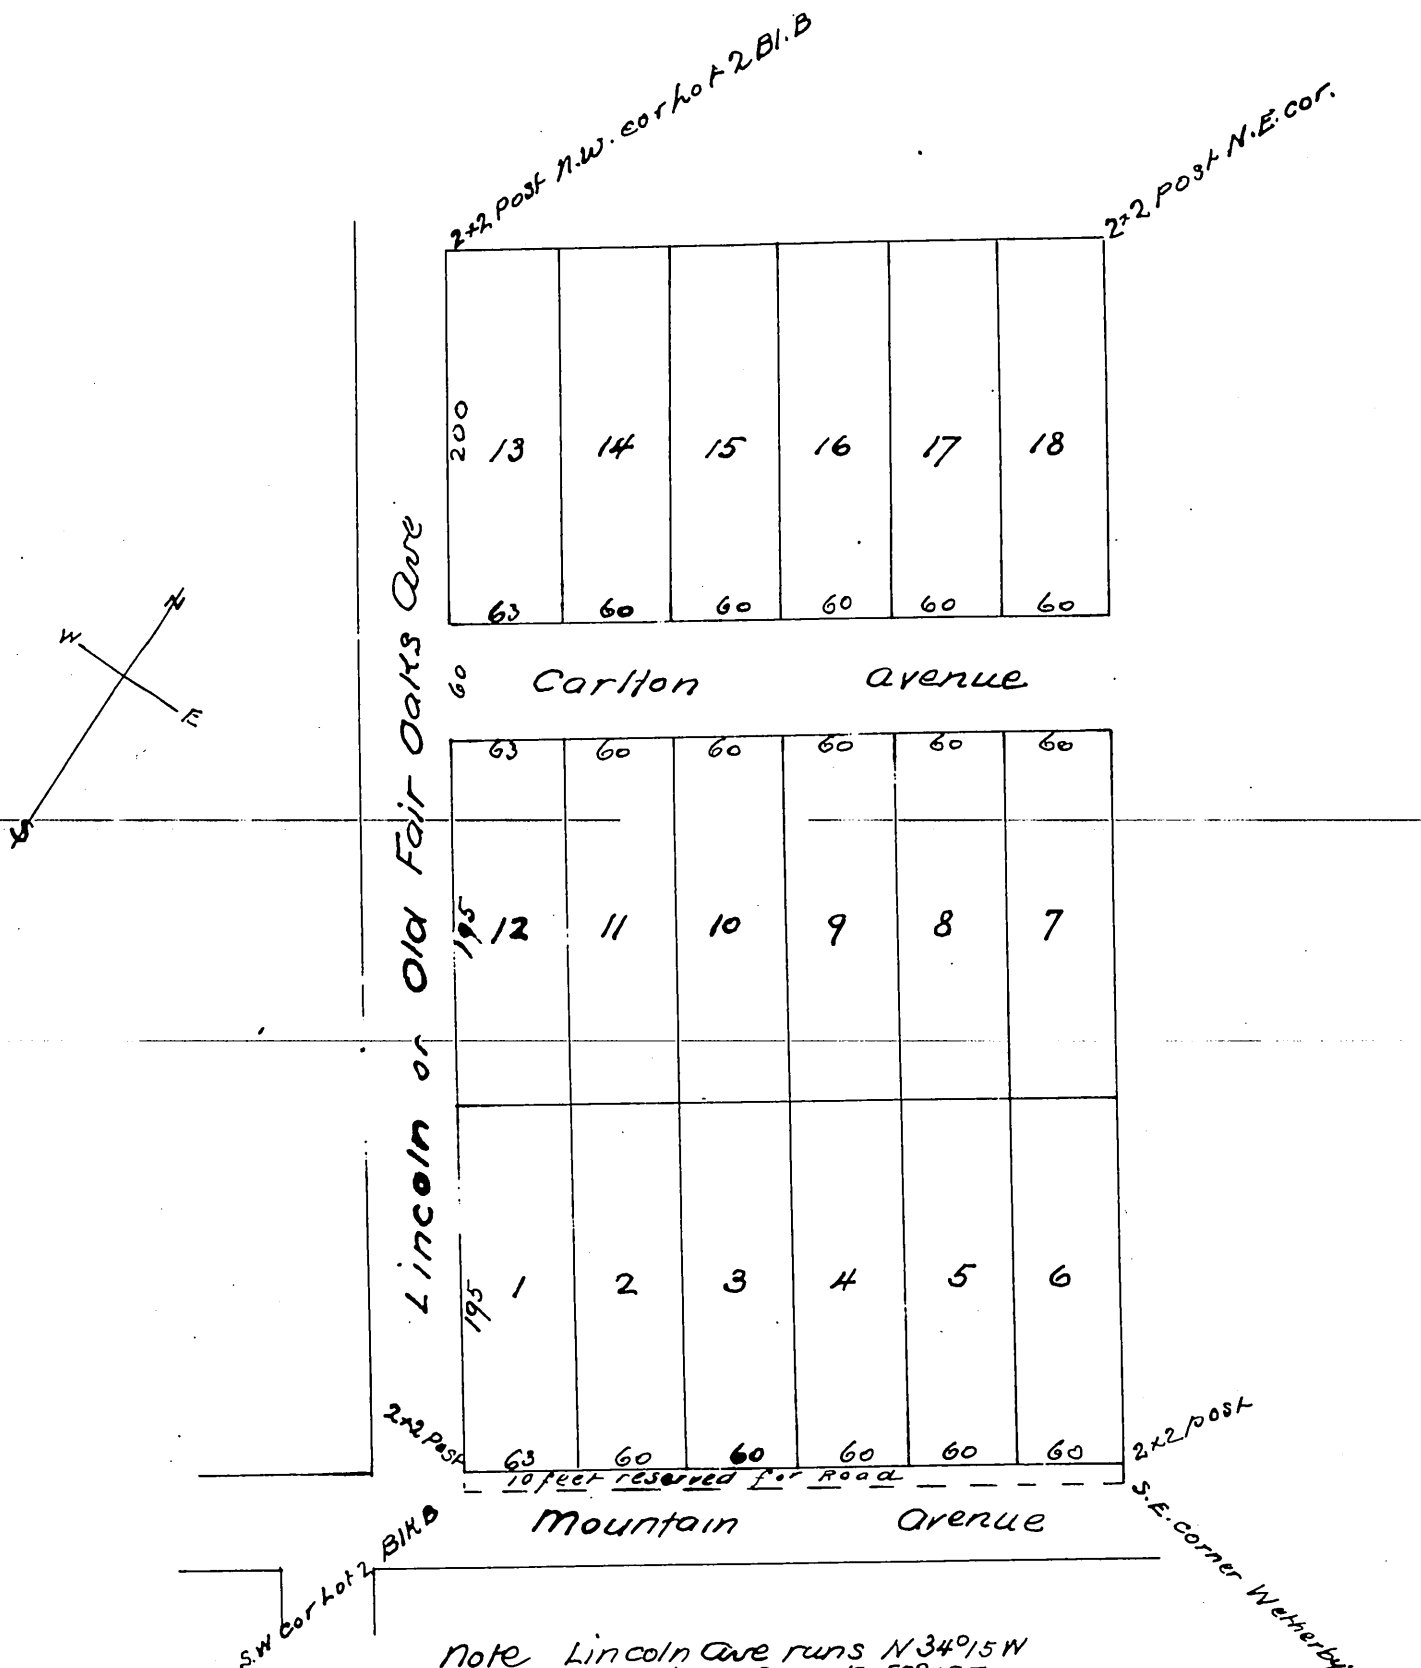 2x2 Post N.W. cor Lot 2 Bl. B
2x2 Post N.E. cor.
200
13 14 15 16 17 18
63 60 60 60 60 60
N
W
E
S
60
Carlton avenue
Lincoln or Old Fair Oaks Ave
63 60 60 60 60 60
195
12 11 10 9 8 7
195
1 2 3 4 5 6
2x2 Post
2x2 post
63 60 60 60 60 60
10 feet reserved for Road
Mountain avenue
S.W cor Lot 2 Blk B
S.E. corner Wetherby
Note Lincoln Ave runs N 34° 15 W